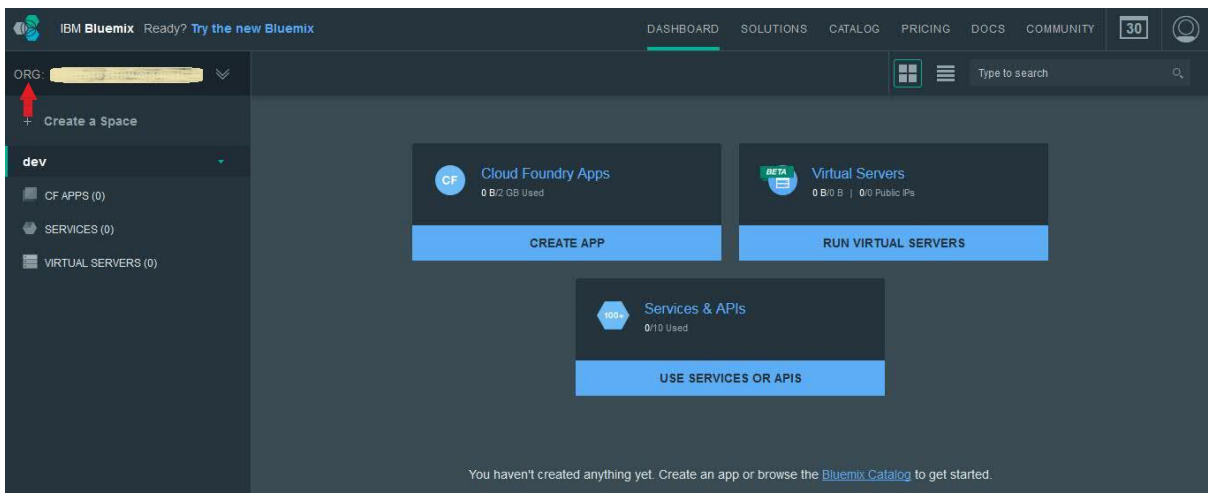 IBM Bluemix Ready? Try the new Bluemix
DASHBOARD SOLUTIONS CATALOG PRICING DOCS COMMUNITY 30
ORG:
Type to search
+ Create a Space
dev
CF APPS (0)
SERVICES (0)
VIRTUAL SERVERS (0)
CF Cloud Foundry Apps
0 B/2 GB Used
CREATE APP
BETA Virtual Servers
0 B/0 B | 0/0 Public IPs
RUN VIRTUAL SERVERS
100+ Services & APIs
0/10 Used
USE SERVICES OR APIS
You haven't created anything yet. Create an app or browse the Bluemix Catalog to get started.